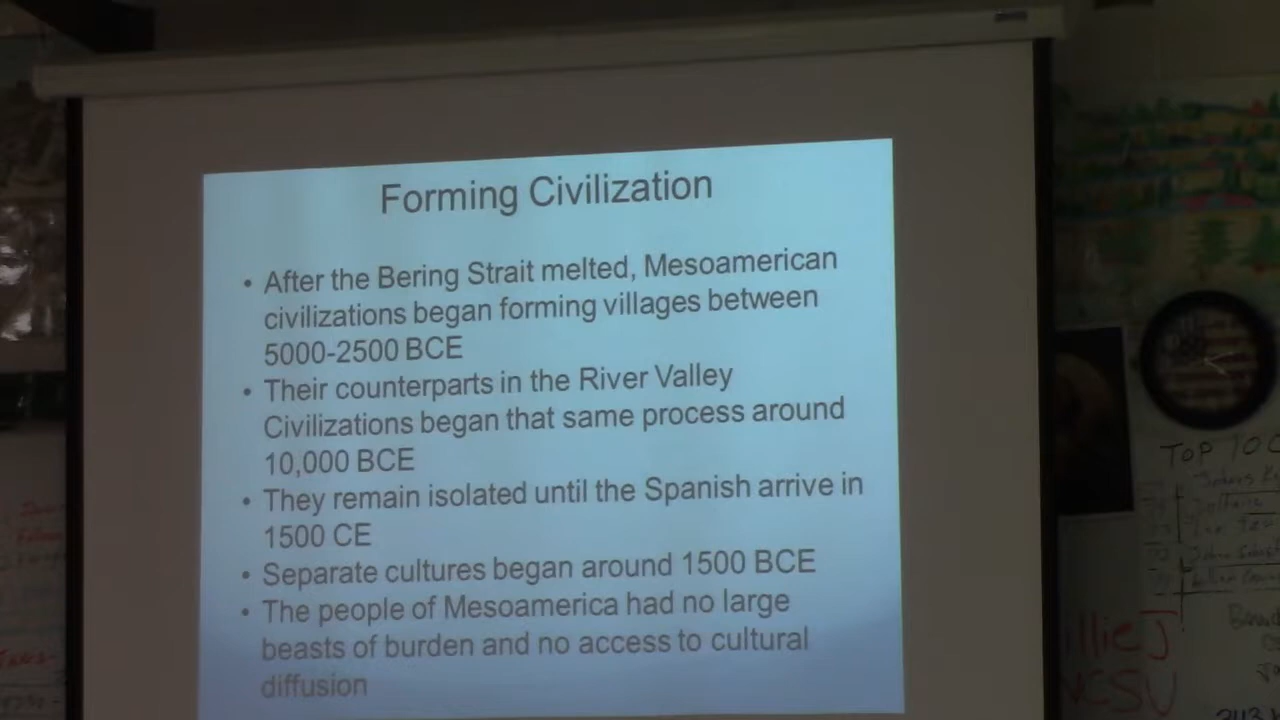 Forming Civilization
• After the Bering Strait melted, Mesoamerican
civilizations began forming villages between
5000-2500 BCE
• Their counterparts in the River Valley
Civilizations began that same process around
10,000 BCE
• They remain isolated until the Spanish arrive in
1500 CE
• Separate cultures began around 1500 BCE
• The people of Mesoamerica had no large
beasts of burden and no access to cultural
diffusion
TOP 10
illie J
NCSU